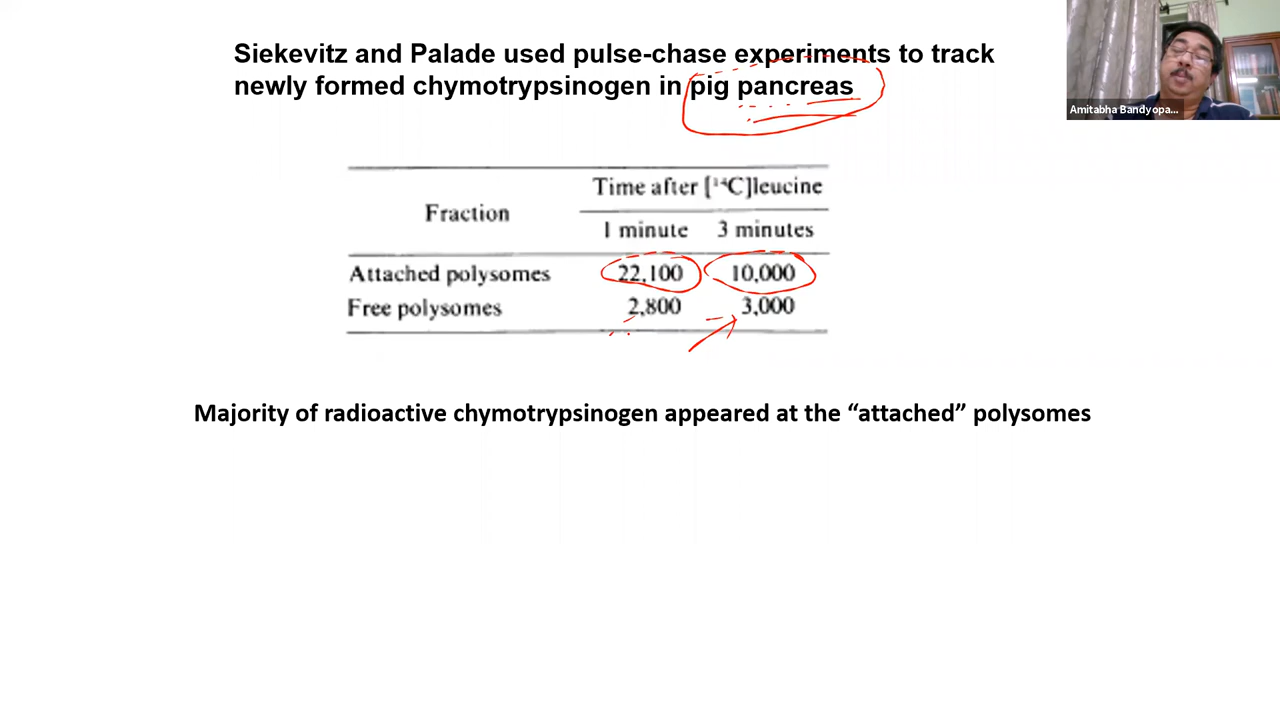 Siekevitz and Palade used pulse-chase experiments to track
newly formed chymotrypsinogen in pig pancreas
Amitabha Bandyopa...
Time after [¹⁴C]leucine
Fraction
1 minute 3 minutes
Attached polysomes 22,100 10,000
Free polysomes 2,800 3,000
Majority of radioactive chymotrypsinogen appeared at the “attached” polysomes